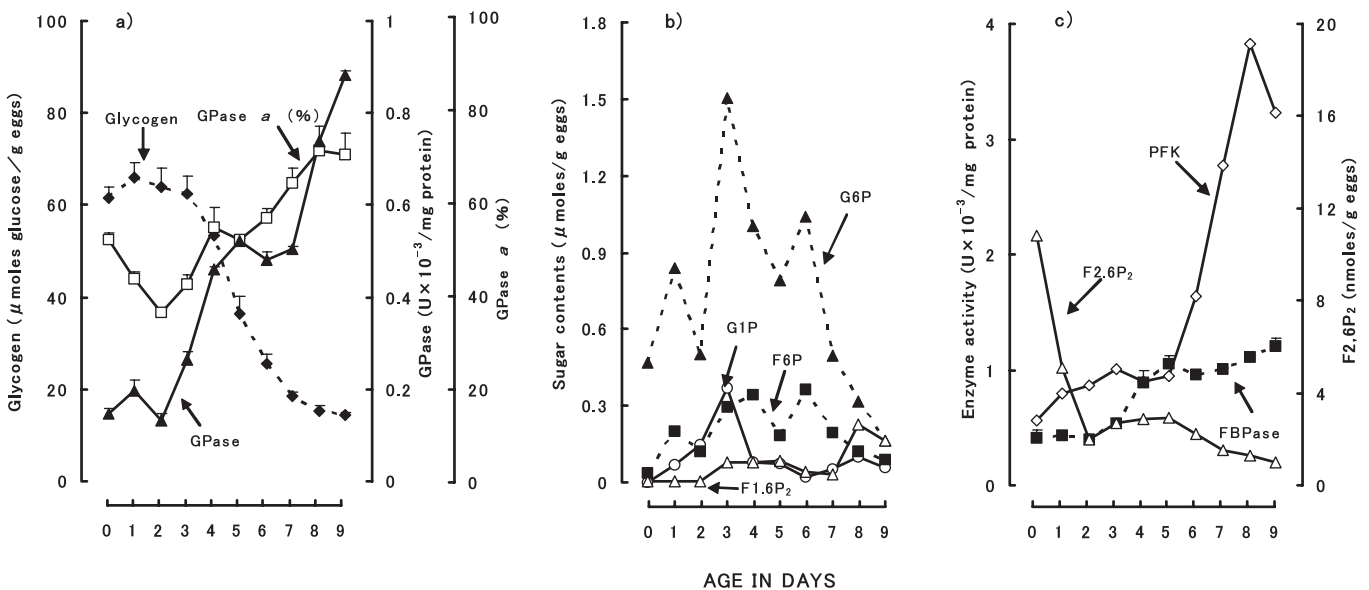 a)
Glycogen (μmoles glucose/g eggs)
100
80
60
40
20
0
Glycogen
GPase a (%)
GPase
1
0.8
0.6
0.4
0.2
0
GPase (U×10⁻³/mg protein)
100
80
60
40
20
0
GPase a (%)
0 1 2 3 4 5 6 7 8 9
b)
Sugar contents (μmoles/g eggs)
1.8
1.5
1.2
0.9
0.6
0.3
0
G6P
G1P
F6P
F1.6P₂
0 1 2 3 4 5 6 7 8 9
c)
Enzyme activity (U×10⁻³/mg protein)
4
3
2
1
0
PFK
F2.6P₂
FBPase
20
16
12
8
4
0
F2,6P₂ (nmoles/g eggs)
0 1 2 3 4 5 6 7 8 9
AGE IN DAYS